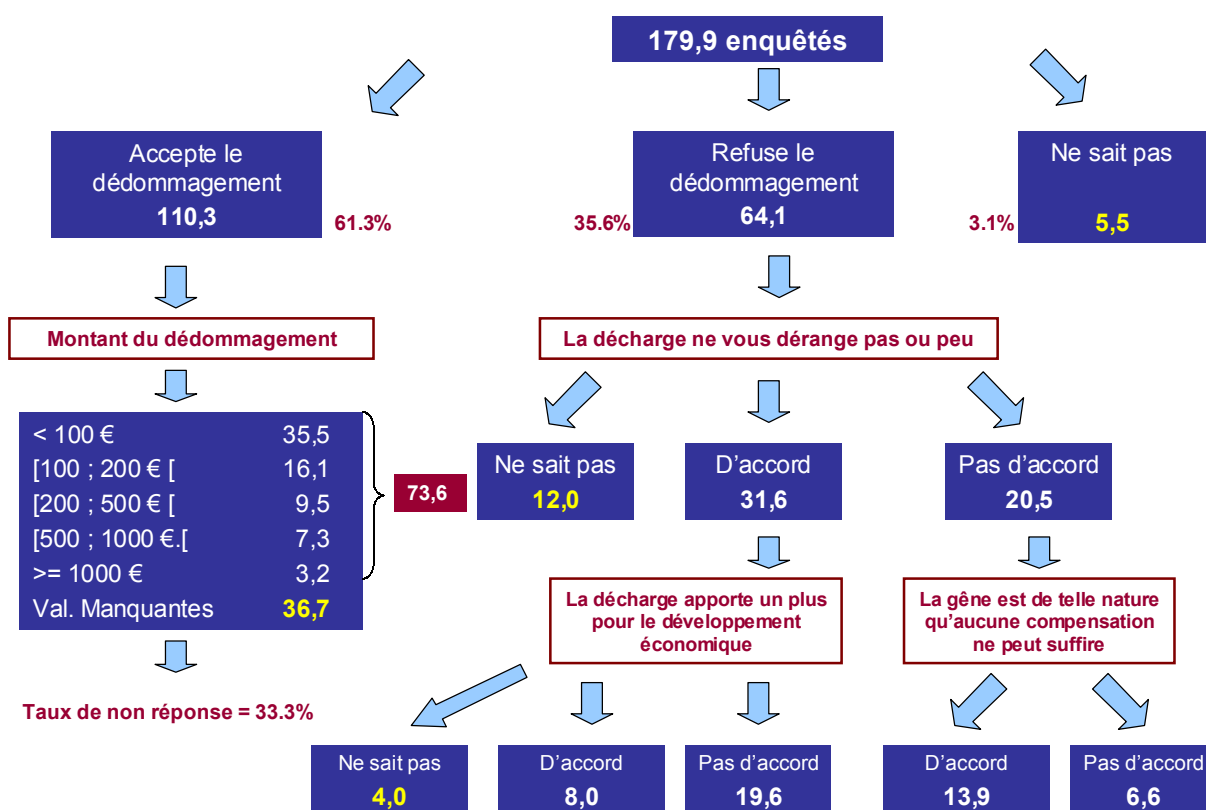 179,9 enquêtés
Accepte le
dédommagement
110,3
61.3%
Refuse le
dédommagement
64,1
35.6%
Ne sait pas
5,5
3.1%
Montant du dédommagement
La décharge ne vous dérange pas ou peu
< 100 € 35,5
[100 ; 200 € [ 16,1
[200 ; 500 € [ 9,5
[500 ; 1000 €.[ 7,3
>= 1000 € 3,2
Val. Manquantes 36,7
73,6
Ne sait pas
12,0
D'accord
31,6
Pas d'accord
20,5
La décharge apporte un plus
pour le développement
économique
La gêne est de telle nature
qu'aucune compensation
ne peut suffire
Taux de non réponse = 33.3%
Ne sait pas
4,0
D'accord
8,0
Pas d'accord
19,6
D'accord
13,9
Pas d'accord
6,6